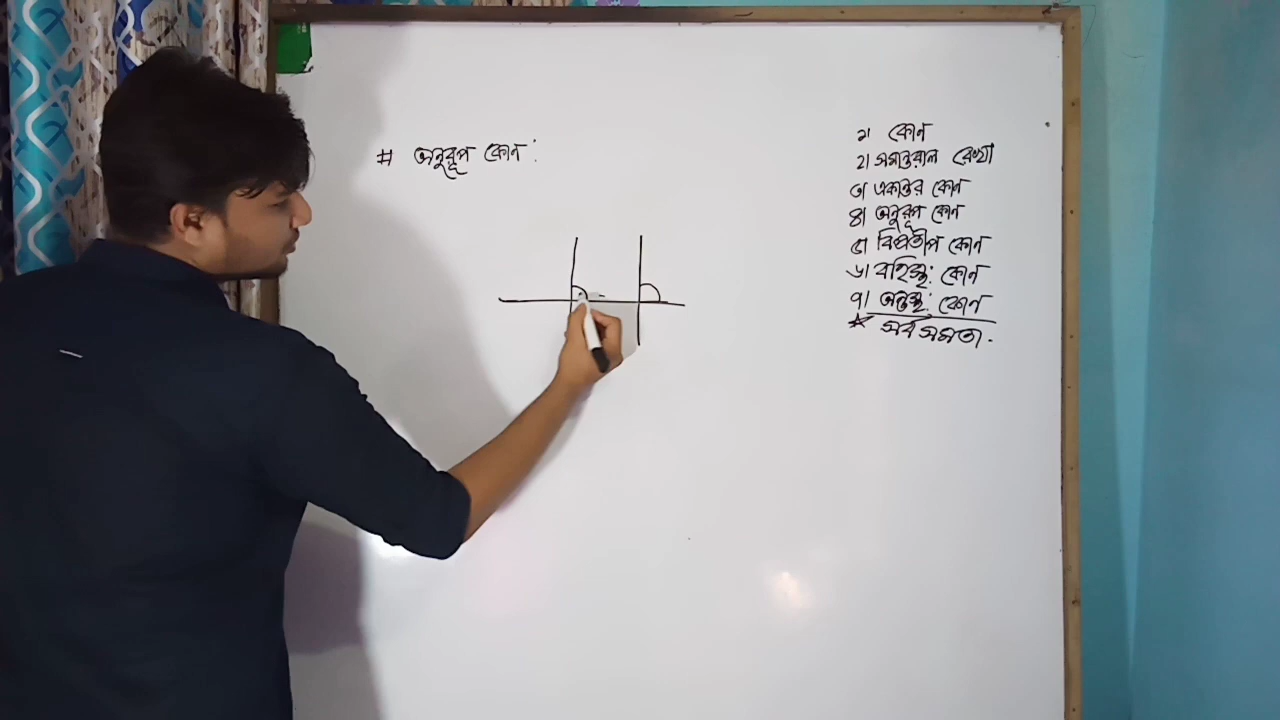 # অনুরূপ কোন :
১। কোন
২। সমান্তরাল রেখা
৩। একান্তর কোন
৪। অনুরূপ কোন
৫। বিপ্রতীপ কোন
৬। বহিস্থ: কোন
৭। অন্তস্থ: কোন
* সর্বসমতা.